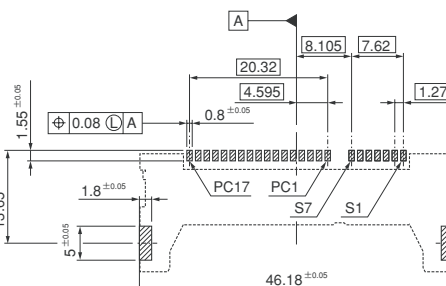 A
8.105
7.62
20.32
4.595
1.27
⌖ 0.08 Ⓛ A
0.8 ±0.05
1.55 ±0.05
PC17
PC1
S7
S1
1.8 ±0.05
5 ±0.05
46.18 ±0.05